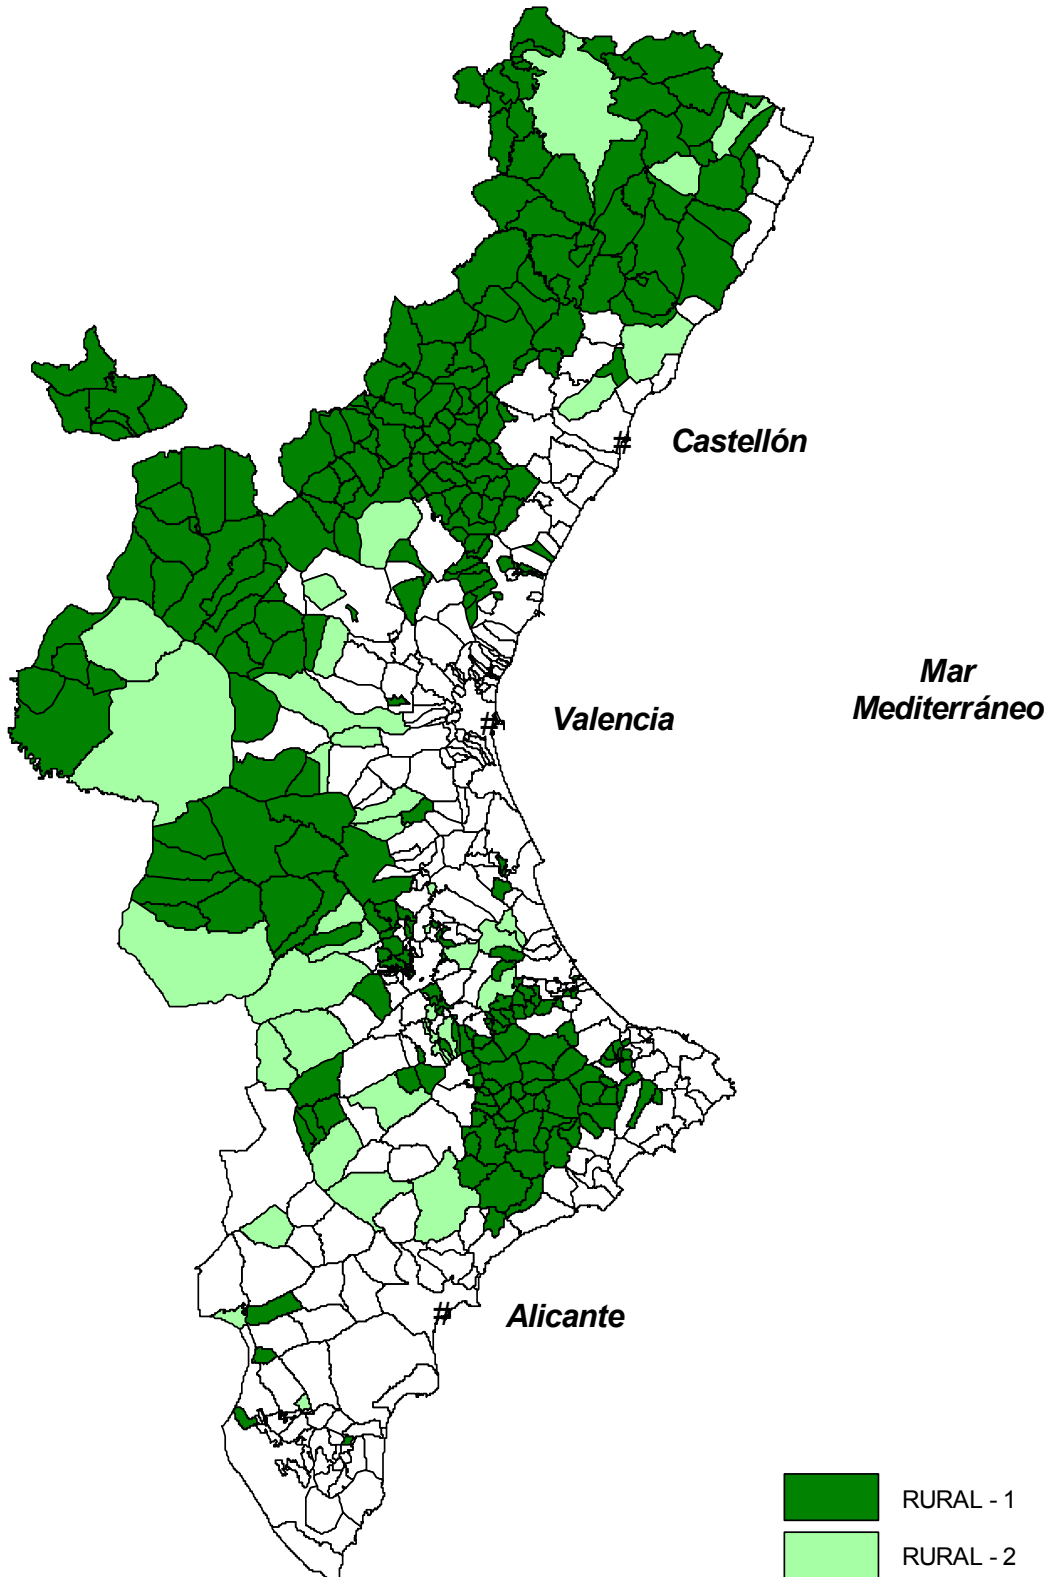 #
Castellón
Mar
Mediterráneo
#
Valencia
#
Alicante
RURAL - 1
RURAL - 2